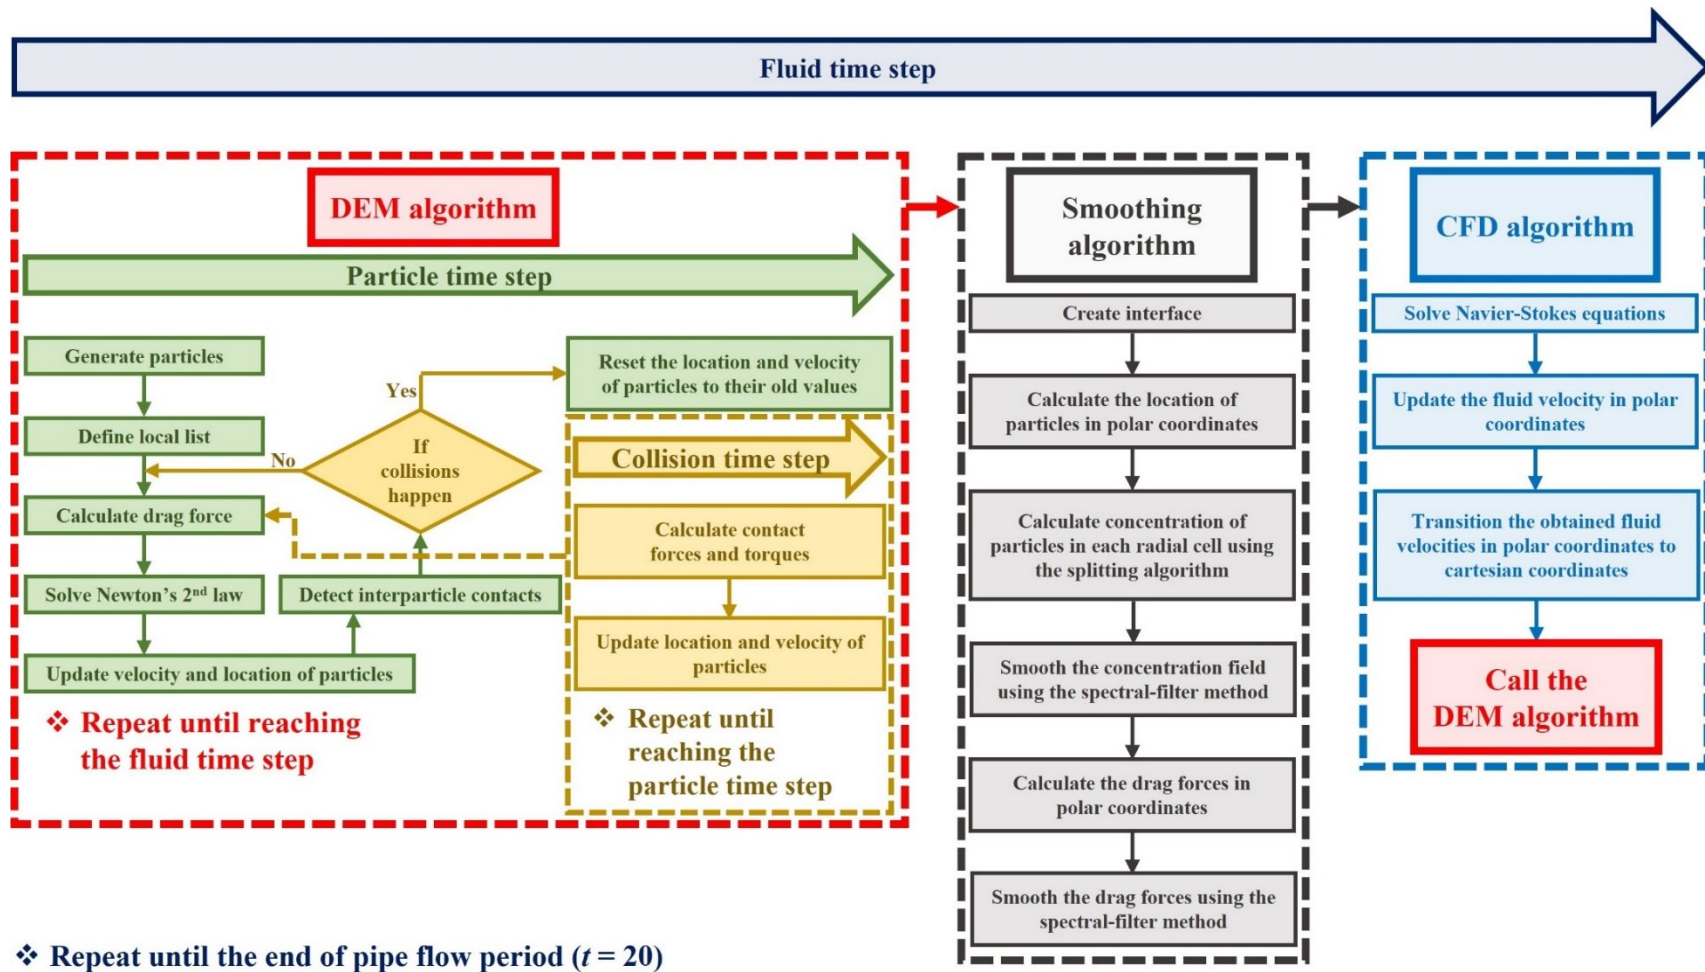 Fluid time step
DEM algorithm
Particle time step
Generate particles
Define local list
Calculate drag force
Solve Newton's 2nd law
Update velocity and location of particles
Detect interparticle contacts
If
collisions
happen
Yes
No
Reset the location and velocity
of particles to their old values
Collision time step
Calculate contact
forces and torques
Update location and velocity of
particles
❖ Repeat until
reaching the
particle time step
❖ Repeat until reaching
the fluid time step
Smoothing
algorithm
Create interface
Calculate the location of
particles in polar coordinates
Calculate concentration of
particles in each radial cell using
the splitting algorithm
Smooth the concentration field
using the spectral-filter method
Calculate the drag forces in
polar coordinates
Smooth the drag forces using the
spectral-filter method
CFD algorithm
Solve Navier-Stokes equations
Update the fluid velocity in polar
coordinates
Transition the obtained fluid
velocities in polar coordinates to
cartesian coordinates
Call the
DEM algorithm
❖ Repeat until the end of pipe flow period (t = 20)